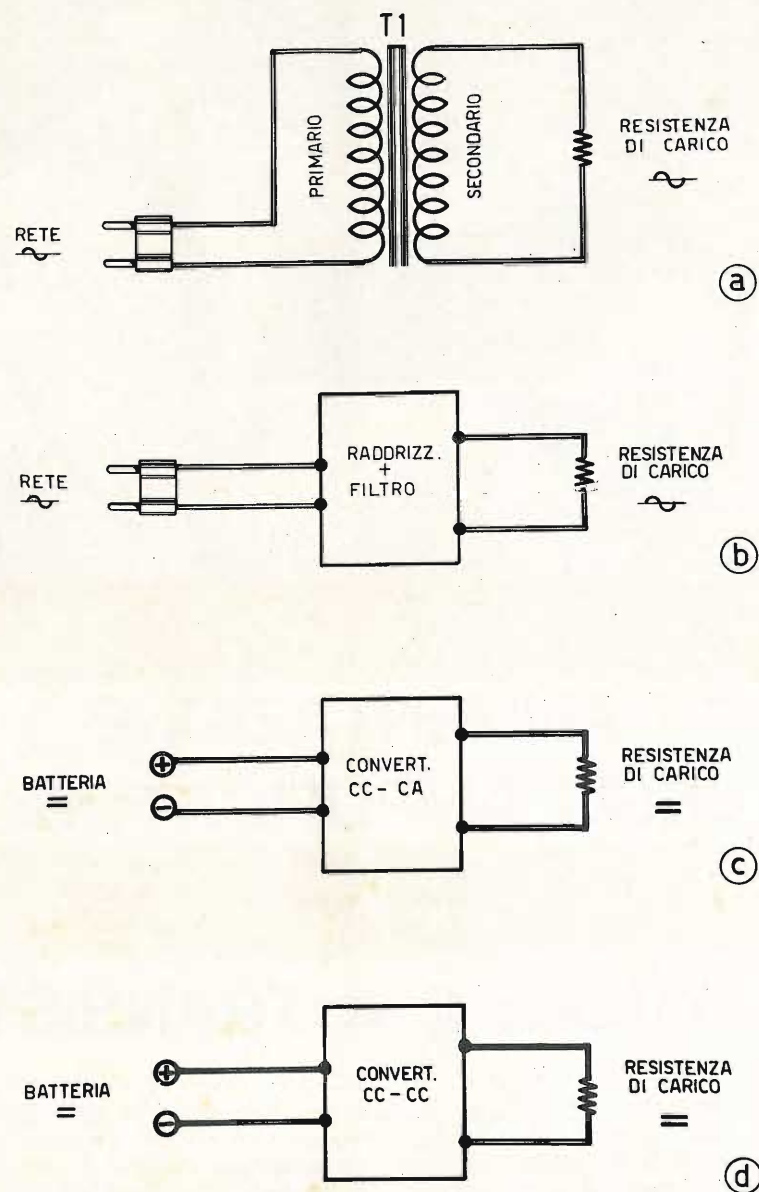 T1
PRIMARIO
SECONDARIO
RESISTENZA
DI CARICO
RETE
a
RADDRIZZ.
+
FILTRO
RETE
RESISTENZA
DI CARICO
b
BATTERIA
=
+
-
CONVERT.
CC - CA
RESISTENZA
DI CARICO
=
c
BATTERIA
=
+
-
CONVERT.
CC - CC
RESISTENZA
DI CARICO
=
d